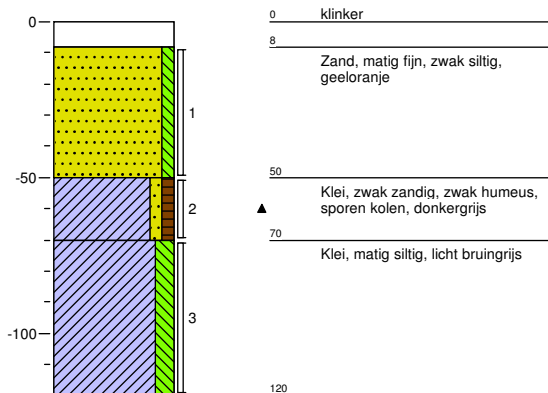 0
-50
-100
1
2
3
0
klinker
8
Zand, matig fijn, zwak siltig,
geeloranje
50
Klei, zwak zandig, zwak humeus,
sporen kolen, donkergrijs
70
Klei, matig siltig, licht bruingrijs
120